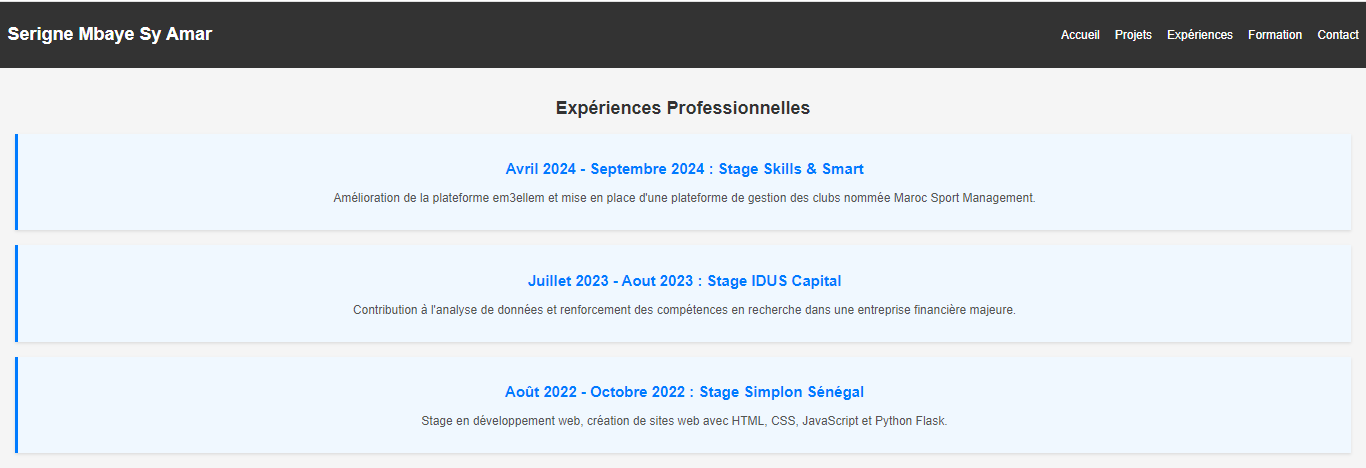 Serigne Mbaye Sy Amar
Accueil Projets Expériences Formation Contact
Expériences Professionnelles
Avril 2024 - Septembre 2024 : Stage Skills & Smart
Amélioration de la plateforme em3ellem et mise en place d'une plateforme de gestion des clubs nommée Maroc Sport Management.
Juillet 2023 - Aout 2023 : Stage IDUS Capital
Contribution à l'analyse de données et renforcement des compétences en recherche dans une entreprise financière majeure.
Août 2022 - Octobre 2022 : Stage Simplon Sénégal
Stage en développement web, création de sites web avec HTML, CSS, JavaScript et Python Flask.